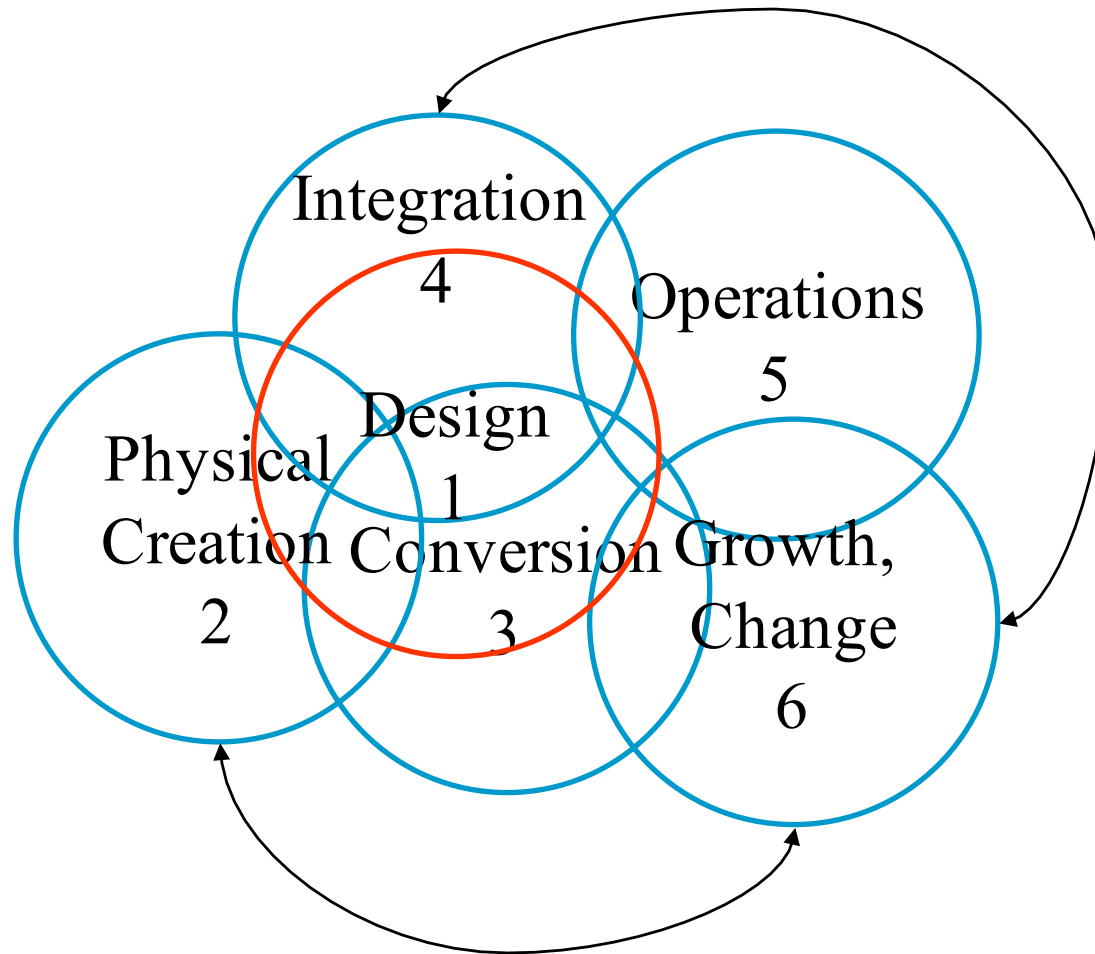 Integration
4
Operations
5
Design
1
Physical
Creation
2
Conversion
3
Growth,
Change
6